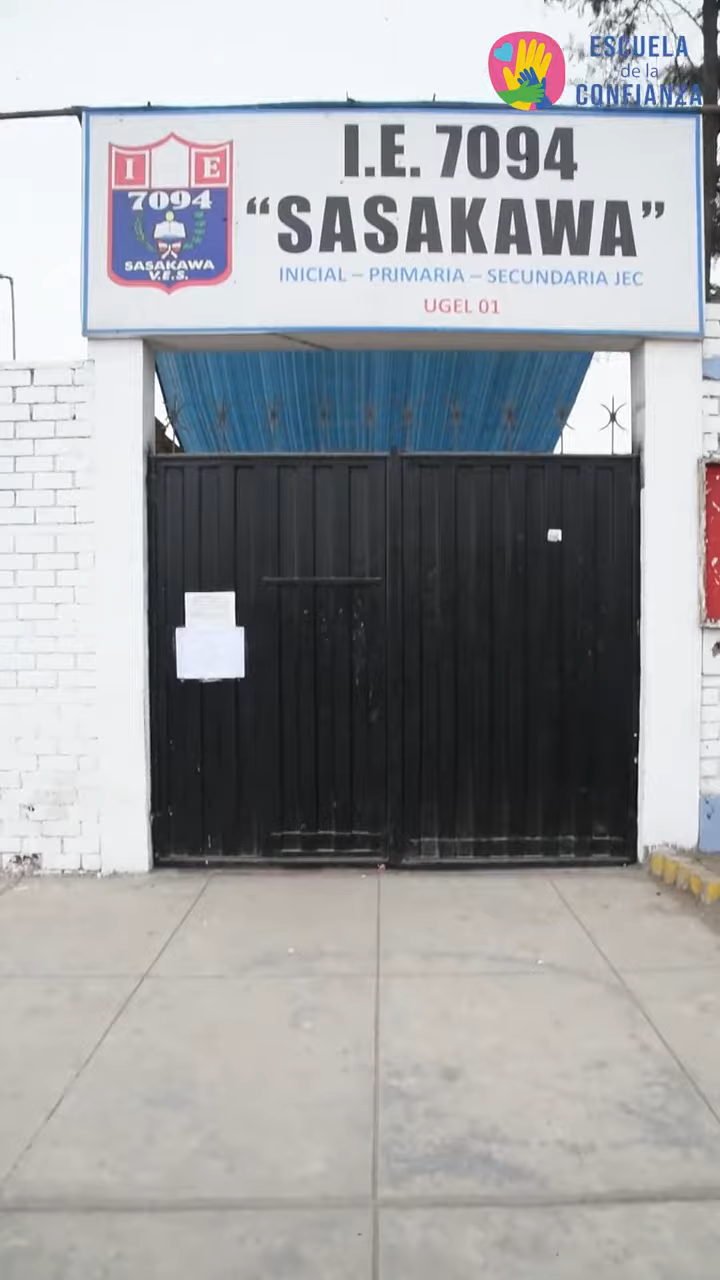 ESCUELA
de la
CONFIANZA
I.E. 7094
"SASAKAWA"
INICIAL – PRIMARIA – SECUNDARIA JEC
UGEL 01
I E
7094
SASAKAWA
V.E.S.